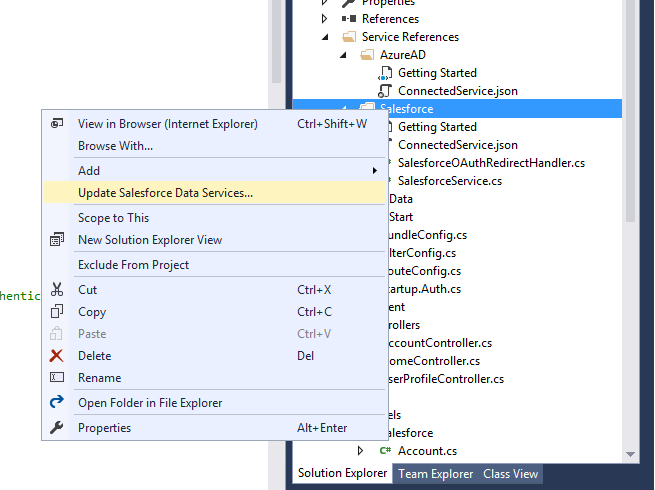 Properties
References
Service References
AzureAD
Getting Started
ConnectedService.json
Salesforce
Getting Started
ConnectedService.json
SalesforceOAuthRedirectHandler.cs
C# SalesforceService.cs
Data
Start
undleConfig.cs
lterConfig.cs
outeConfig.cs
tartup.Auth.cs
ent
rollers
ccountController.cs
omeController.cs
serProfileController.cs
els
alesforce
C# Account.cs
Solution Explorer Team Explorer Class View
View in Browser (Internet Explorer) Ctrl+Shift+W
Browse With...
Add
Update Salesforce Data Services...
Scope to This
New Solution Explorer View
Exclude From Project
Cut Ctrl+X
Copy Ctrl+C
Paste Ctrl+V
Delete Del
Rename
Open Folder in File Explorer
Properties Alt+Enter
hentic